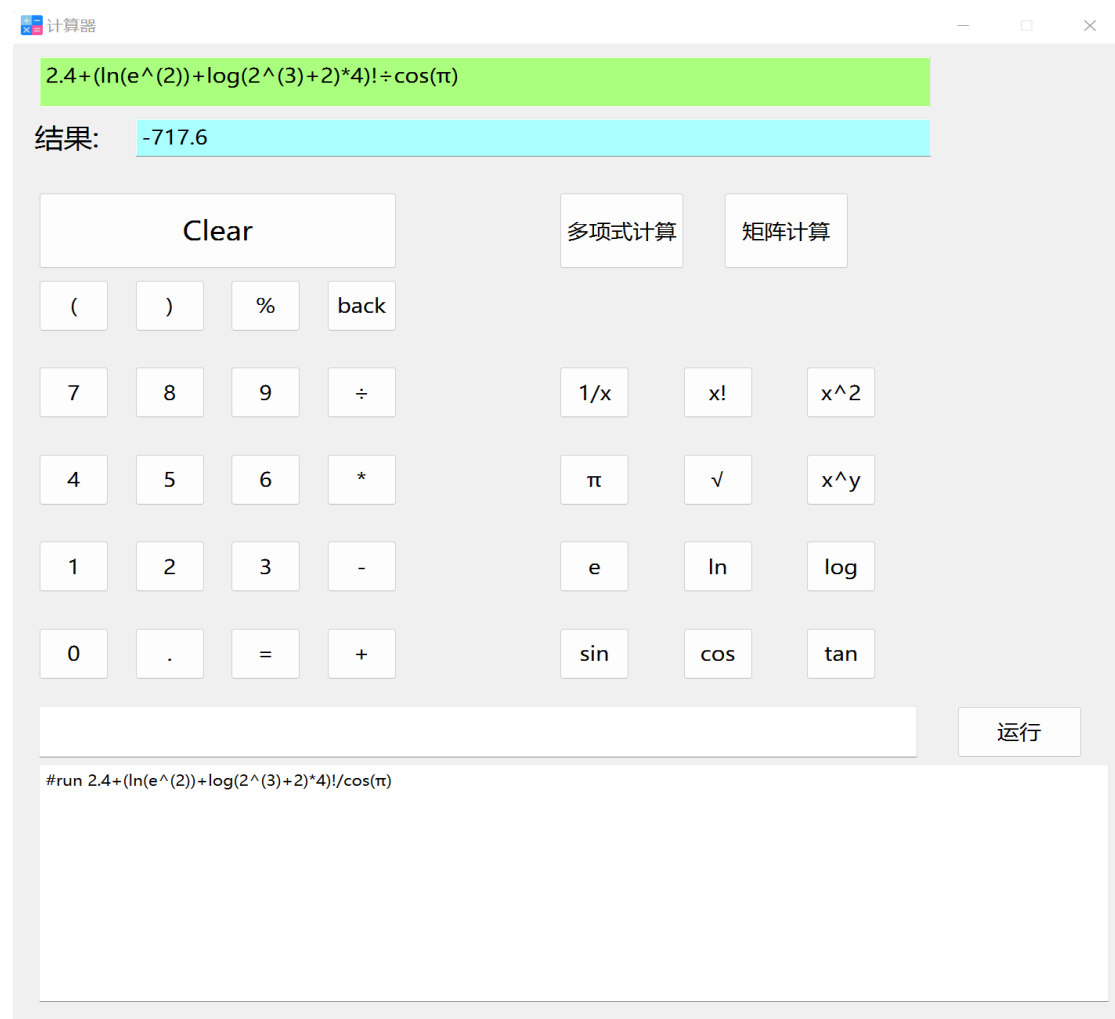 计算器
2.4+(ln(e^(2))+log(2^(3)+2)*4)!÷cos(π)
结果: -717.6
Clear 多项式计算 矩阵计算
( ) % back
7 8 9 ÷ 1/x x! x^2
4 5 6 * π √ x^y
1 2 3 - e ln log
0 . = + sin cos tan
运行
#run 2.4+(ln(e^(2))+log(2^(3)+2)*4)!/cos(π)